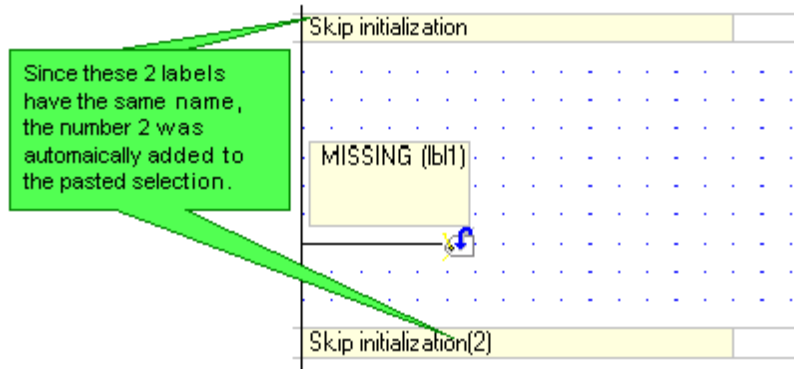 Skip initialization
Since these 2 labels
have the same name,
the number 2 was
automaically added to
the pasted selection.
MISSING (lbl1)
Skip initialization(2)